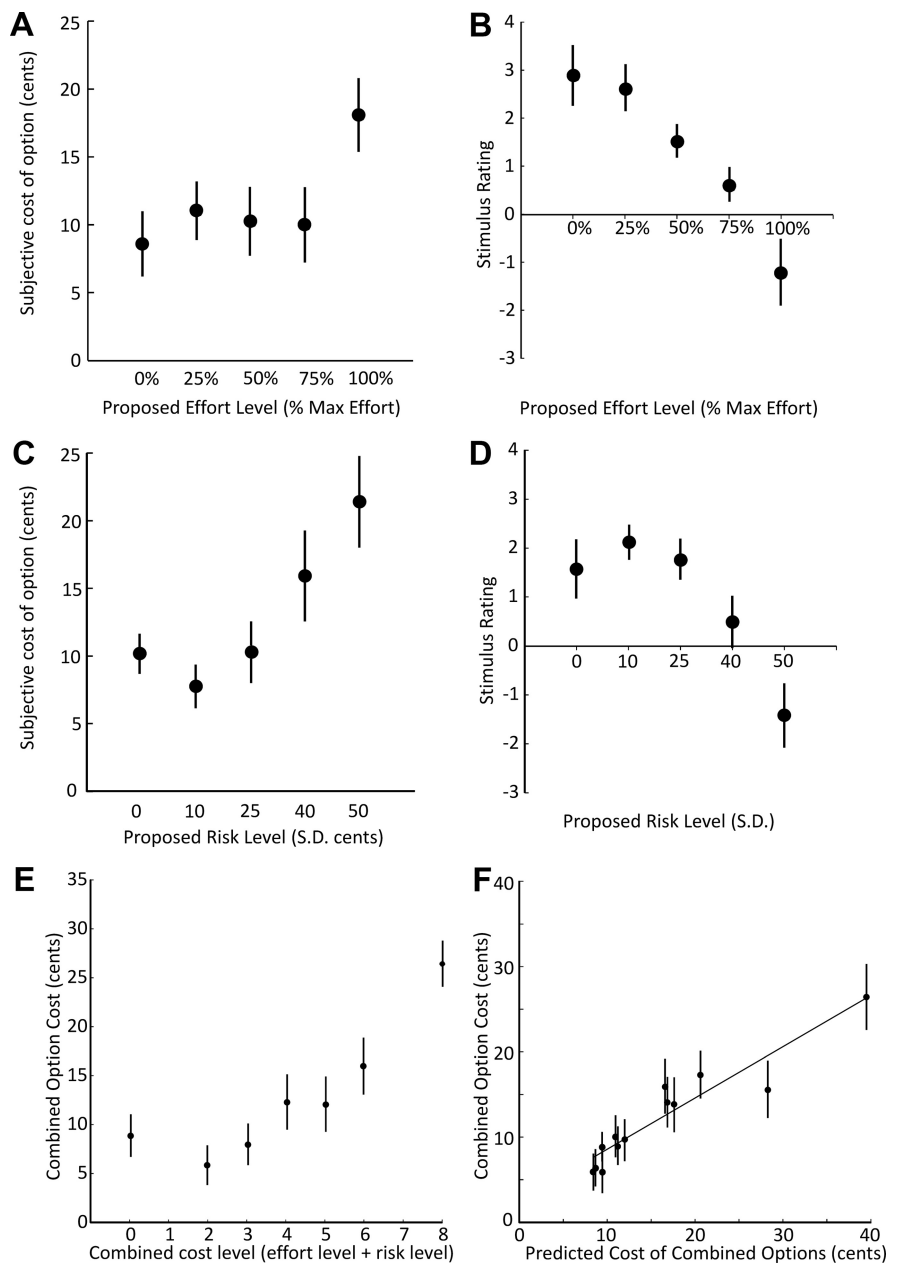 A
Subjective cost of option (cents)
25
20
15
10
5
0
0% 25% 50% 75% 100%
Proposed Effort Level (% Max Effort)
B
Stimulus Rating
4
3
2
1
0
-1
-2
-3
0% 25% 50% 75% 100%
Proposed Effort Level (% Max Effort)
C
Subjective cost of option (cents)
25
20
15
10
5
0
0 10 25 40 50
Proposed Risk Level (S.D. cents)
D
Stimulus Rating
4
3
2
1
0
-1
-2
-3
0 10 25 40 50
Proposed Risk Level (S.D.)
E
Combined Option Cost (cents)
35
30
25
20
15
10
5
0
0 1 2 3 4 5 6 7 8
Combined cost level (effort level + risk level)
F
Combined Option Cost (cents)
40
30
20
10
0
10 20 30 40
Predicted Cost of Combined Options (cents)